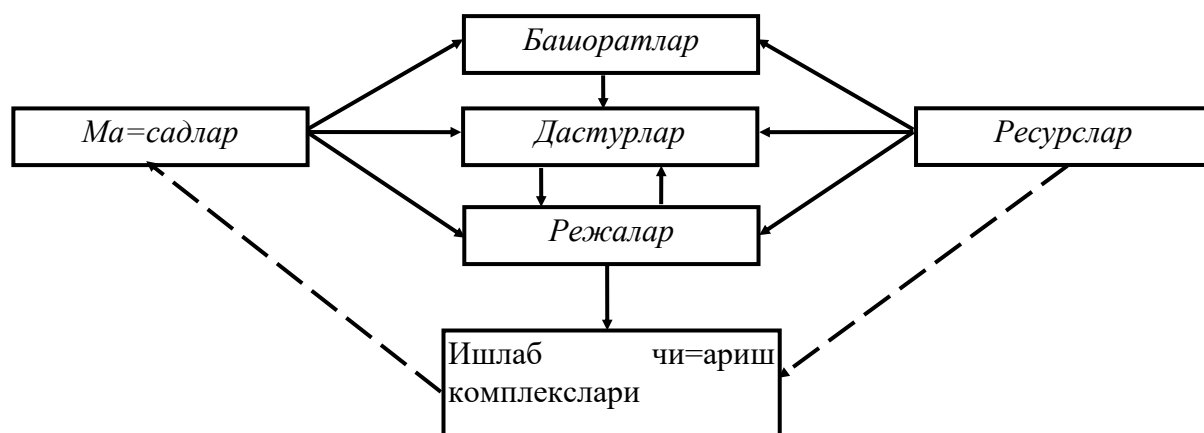 Башоратлар
Ма=садлар
Дастурлар
Ресурслар
Режалар
Ишлаб чи=ариш
комплекслари